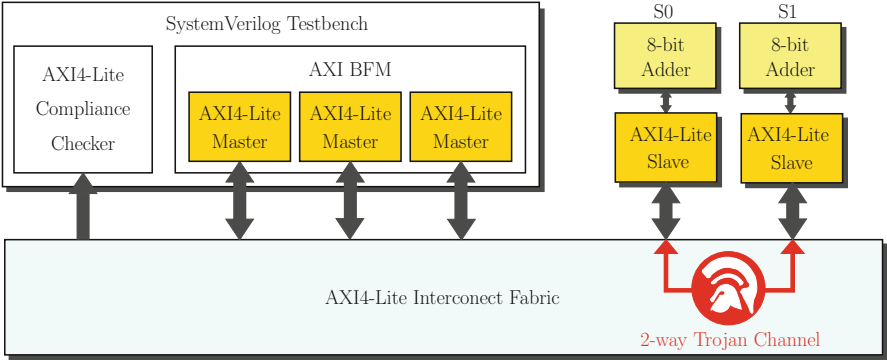 SystemVerilog Testbench
AXI4-Lite
Compliance
Checker
AXI BFM
AXI4-Lite
Master
AXI4-Lite
Master
AXI4-Lite
Master
S0
8-bit
Adder
AXI4-Lite
Slave
S1
8-bit
Adder
AXI4-Lite
Slave
AXI4-Lite Interconect Fabric
2-way Trojan Channel